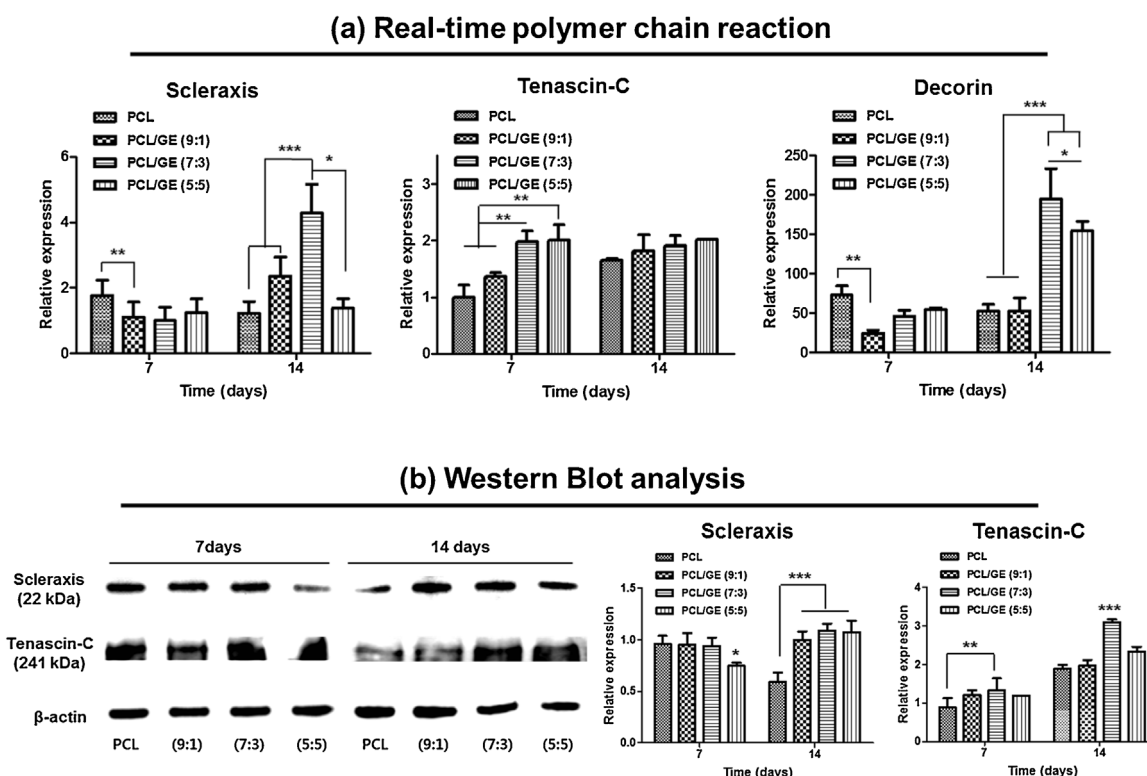 (a) Real-time polymer chain reaction
Scleraxis
PCL
PCL/GE (9:1)
PCL/GE (7:3)
PCL/GE (5:5)
Relative expression
6
4
2
0
**
***
*
7
14
Time (days)
Tenascin-C
PCL
PCL/GE (9:1)
PCL/GE (7:3)
PCL/GE (5:5)
Relative expression
3
2
1
0
**
**
7
14
Time (days)
Decorin
PCL
PCL/GE (9:1)
PCL/GE (7:3)
PCL/GE (5:5)
Relative expression
250
200
150
100
50
0
**
***
*
7
14
Time (days)
(b) Western Blot analysis
7days
14 days
Scleraxis
(22 kDa)
Tenascin-C
(241 kDa)
β-actin
PCL (9:1) (7:3) (5:5) PCL (9:1) (7:3) (5:5)
Scleraxis
PCL
PCL/GE (9:1)
PCL/GE (7:3)
PCL/GE (5:5)
Relative expression
1.5
1.0
0.5
0.0
*
***
7
14
Time (days)
Tenascin-C
PCL
PCL/GE (9:1)
PCL/GE (7:3)
PCL/GE (5:5)
Relative expression
4
3
2
1
0
**
***
7
14
Time (days)